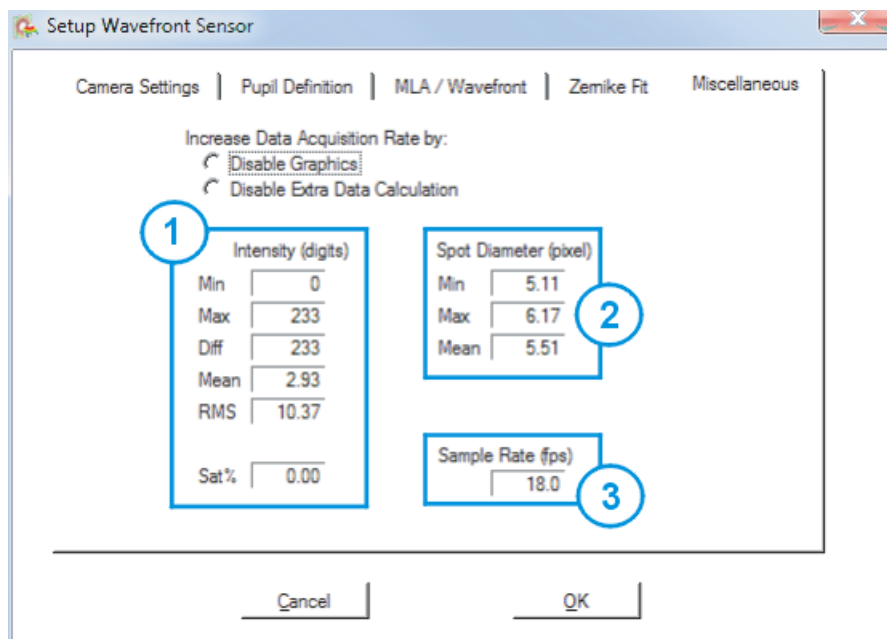 Setup Wavefront Sensor
X
Camera Settings | Pupil Definition | MLA / Wavefront | Zernike Fit Miscellaneous
Increase Data Acquisition Rate by:
Disable Graphics
Disable Extra Data Calculation
1
Intensity (digits)
Min 0
Max 233
Diff 233
Mean 2.93
RMS 10.37
Sat% 0.00
Spot Diameter (pixel)
Min 5.11
Max 6.17
Mean 5.51
2
Sample Rate (fps)
18.0
3
Cancel OK